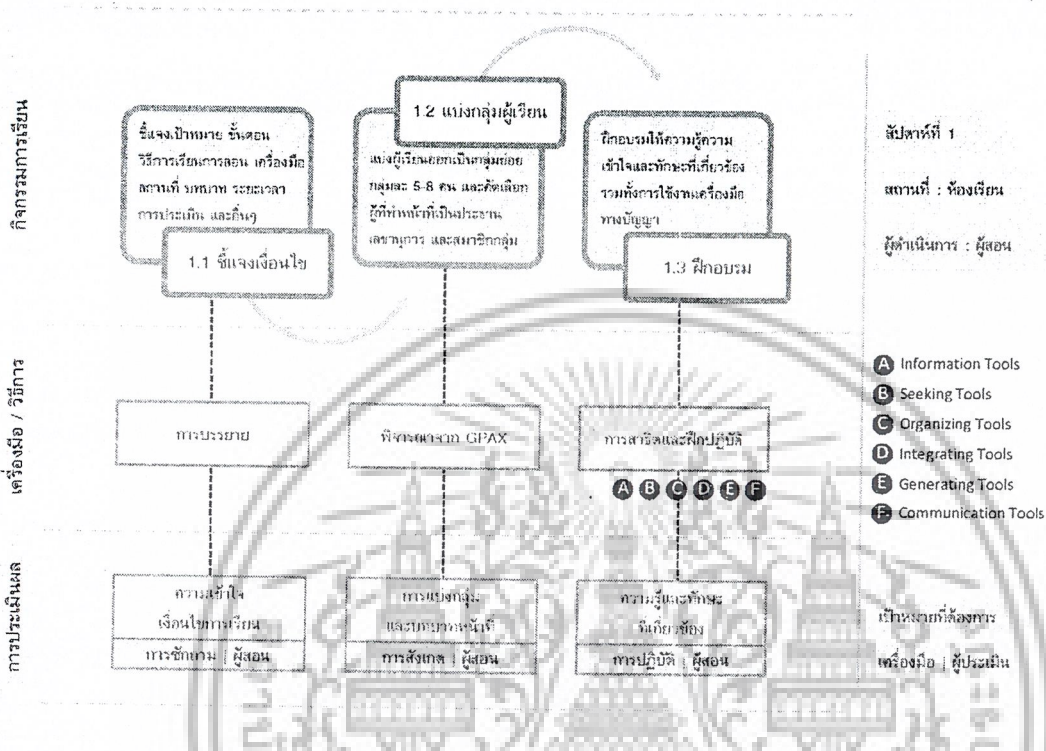 กิจกรรมการเรียน
ชี้แจงเป้าหมาย ขั้นตอน
วิธีการเรียนการสอน เครื่องมือ
สถานที่ บทบาท ระยะเวลา
การประเมิน และอื่นๆ
1.1 ชี้แจงเงื่อนไข
1.2 แบ่งกลุ่มผู้เรียน
แบ่งผู้เรียนออกเป็นกลุ่มย่อย
กลุ่มละ 5-8 คน และคัดเลือก
ผู้ที่ทำหน้าที่เป็นประธาน
เลขานุการ และสมาชิกกลุ่ม
ฝึกอบรมให้ความรู้ความ
เข้าใจและทักษะที่เกี่ยวข้อง
รวมทั้งการใช้งานเครื่องมือ
ทางปัญญา
1.3 ฝึกอบรม
สัปดาห์ที่ 1
สถานที่ : ห้องเรียน
ผู้ดำเนินการ : ผู้สอน
เครื่องมือ / วิธีการ
การบรรยาย
พิจารณาจาก GPAX
การสาธิตและฝึกปฏิบัติ
A B C D E F
A Information Tools
B Seeking Tools
C Organizing Tools
D Integrating Tools
E Generating Tools
F Communication Tools
การประเมินผล
ความเข้าใจ
เงื่อนไขการเรียน
การซักถาม | ผู้สอน
การแบ่งกลุ่ม
และบทบาทหน้าที่
การสังเกต | ผู้สอน
ความรู้และทักษะ
ที่เกี่ยวข้อง
การปฏิบัติ | ผู้สอน
เป้าหมายที่ต้องการ
เครื่องมือ | ผู้ประเมิน